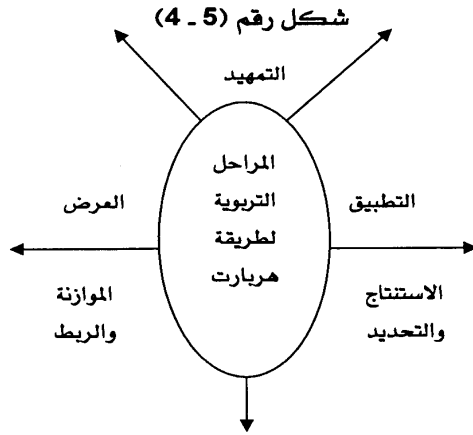 شكل رقم (5 ـ 4)
التمهيد
المراحل
التربوية
لطريقة
هربارت
التطبيق
العرض
الاستنتاج
والتحديد
الموازنة
والربط